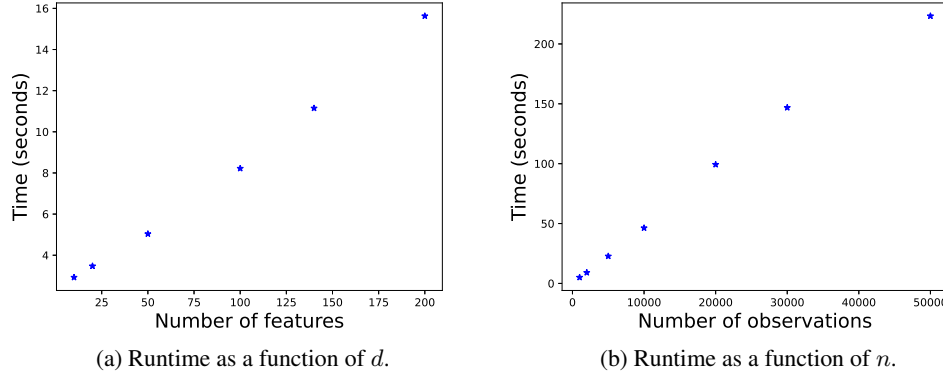 16
14
12
10
8
6
4
Time (seconds)
25 50 75 100 125 150 175 200
Number of features
(a) Runtime as a function of d.
200
150
100
50
0
Time (seconds)
0 10000 20000 30000 40000 50000
Number of observations
(b) Runtime as a function of n.